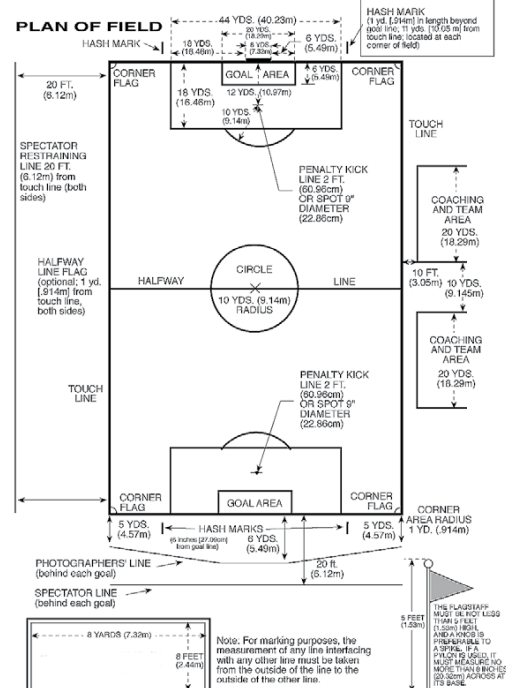 PLAN OF FIELD
HASH MARK
44 YDS. (40.23m)
20 YDS.
(18.29m)
18 YDS.
(16.46m)
8 YDS.
(7.32m)
6 YDS.
(5.49m)
HASH MARK
(1 yd. [.914m] in length beyond
goal line; 11 yds. [10.05 m] from
touch line; located at each
corner of field)
CORNER
FLAG
GOAL AREA
6 YDS.
(5.49m)
CORNER
FLAG
20 FT.
(6.12m)
18 YDS.
(16.46m)
12 YDS. (10.97m)
10 YDS.
(9.14m)
TOUCH
LINE
SPECTATOR
RESTRAINING
LINE 20 FT.
(6.12m) from
touch line (both
sides)
PENALTY KICK
LINE 2 FT.
(60.96cm)
OR SPOT 9"
DIAMETER
(22.86cm)
COACHING
AND TEAM
AREA
20 YDS.
(18.29m)
HALFWAY
LINE FLAG
(optional; 1 yd.
[.914m] from
touch line,
both sides)
HALFWAY
CIRCLE
LINE
10 YDS. (9.14m)
RADIUS
10 FT.
(3.05m)
10 YDS.
(9.145m)
COACHING
AND TEAM
AREA
20 YDS.
(18.29m)
TOUCH
LINE
PENALTY KICK
LINE 2 FT.
(60.96cm)
OR SPOT 9"
DIAMETER
(22.86cm)
CORNER
FLAG
GOAL AREA
CORNER
FLAG
CORNER
AREA RADIUS
1 YD. (.914m)
5 YDS.
(4.57m)
HASH MARKS
(6 inches [27.09cm]
from goal line)
6 YDS.
(5.49m)
5 YDS.
(4.57m)
PHOTOGRAPHERS' LINE
(behind each goal)
20 ft.
(6.12m)
SPECTATOR LINE
(behind each goal)
8 YARDS (7.32m)
8 FEET
(2.44m)
Note: For marking purposes, the
measurement of any line interfacing
with any other line must be taken
from the outside of the line to the
outside of the other line.
5 FEET
(1.53m)
THE FLAGSTAFF
MUST BE NOT LESS
THAN 5 FEET
(1.53m) HIGH,
AND A KNOB IS
PREFERABLE TO
A SPIKE. IF A
PYLON IS USED, IT
MUST MEASURE NO
MORE THAN 8 INCHES
(20.32cm) ACROSS AT
ITS BASE.